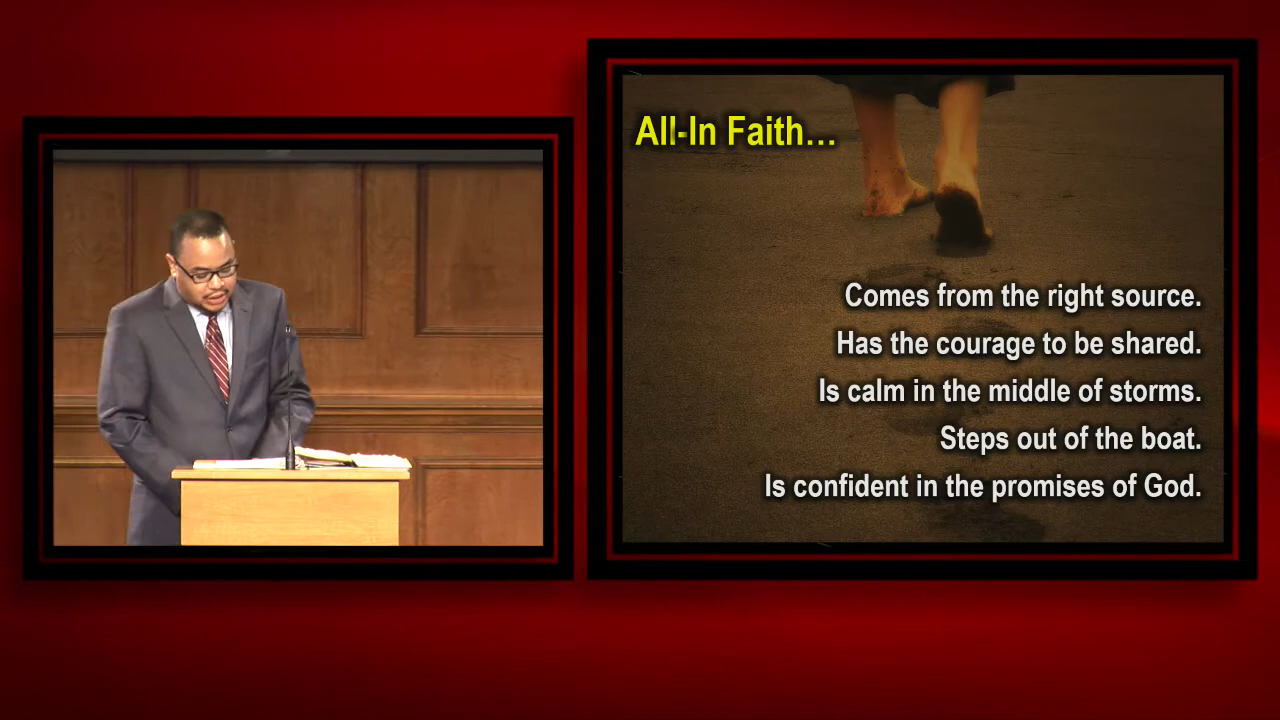 All-In Faith…
Comes from the right source.
Has the courage to be shared.
Is calm in the middle of storms.
Steps out of the boat.
Is confident in the promises of God.